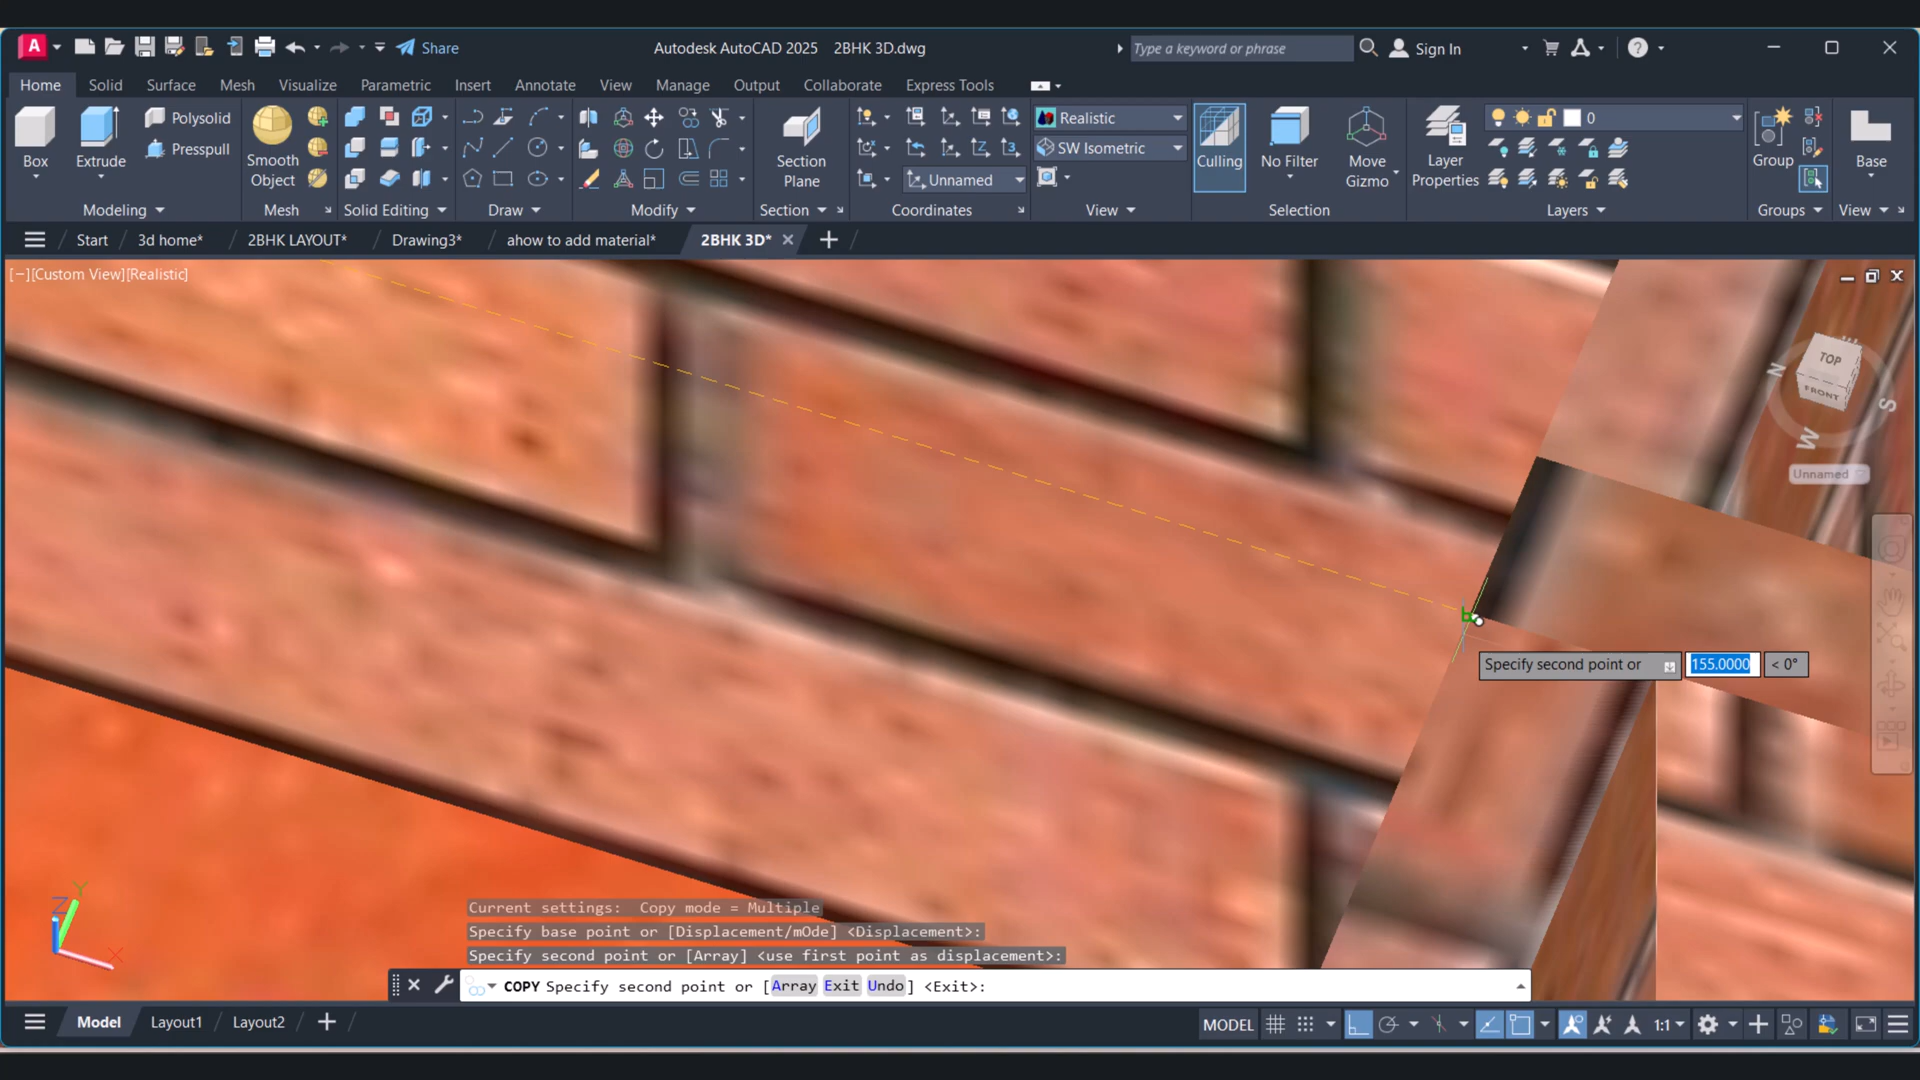 A Share Autodesk AutoCAD 2025 2BHK 3D.dwg Type a keyword or phrase Sign In
Home Solid Surface Mesh Visualize Parametric Insert Annotate View Manage Output Collaborate Express Tools
Box
Extrude
Polysolid
Presspull
Smooth
Object
Section
Plane
Unnamed
Realistic
SW Isometric
Culling
No Filter
Move
Gizmo
Layer
Properties
0
Group
Base
Modeling Mesh Solid Editing Draw Modify Section Coordinates View Selection Layers Groups View
Start 3d home* 2BHK LAYOUT* Drawing3* ahow to add material* 2BHK 3D*
[−][Custom View][Realistic]
TOP
FRONT
N
S
W
Unnamed
Specify second point or 155.0000 < 0°
Z Y
X
Current settings: Copy mode = Multiple
Specify base point or [Displacement/mOde] <Displacement>:
Specify second point or [Array] <use first point as displacement>:
COPY Specify second point or [Array Exit Undo] <Exit>:
Model Layout1 Layout2 MODEL 1:1